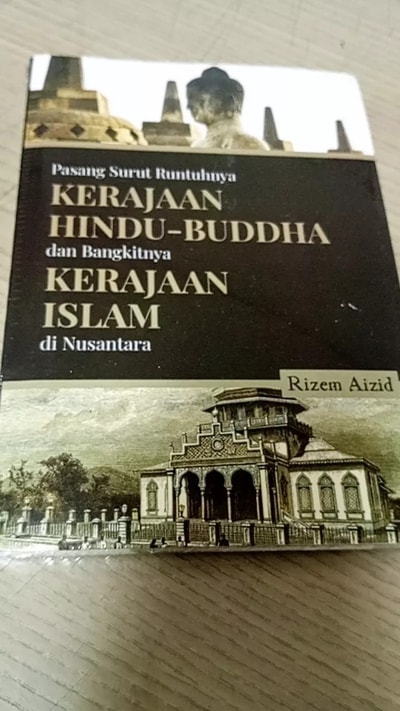 Pasang Surut Runtuhnya
KERAJAAN
HINDU-BUDDHA
dan Bangkitnya
KERAJAAN
ISLAM
di Nusantara
Rizem Aizid